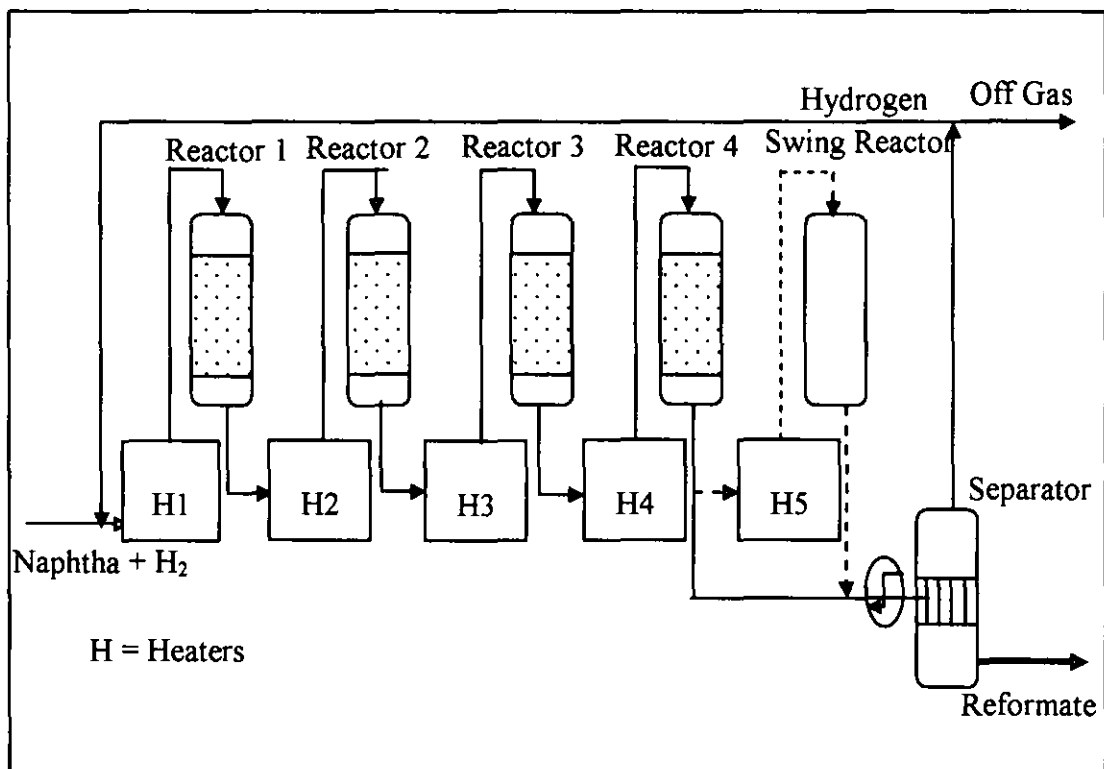 Hydrogen
Off Gas
Reactor 1
Reactor 2
Reactor 3
Reactor 4
Swing Reactor
H1
H2
H3
H4
H5
Separator
Naphtha + H₂
H = Heaters
Reformate